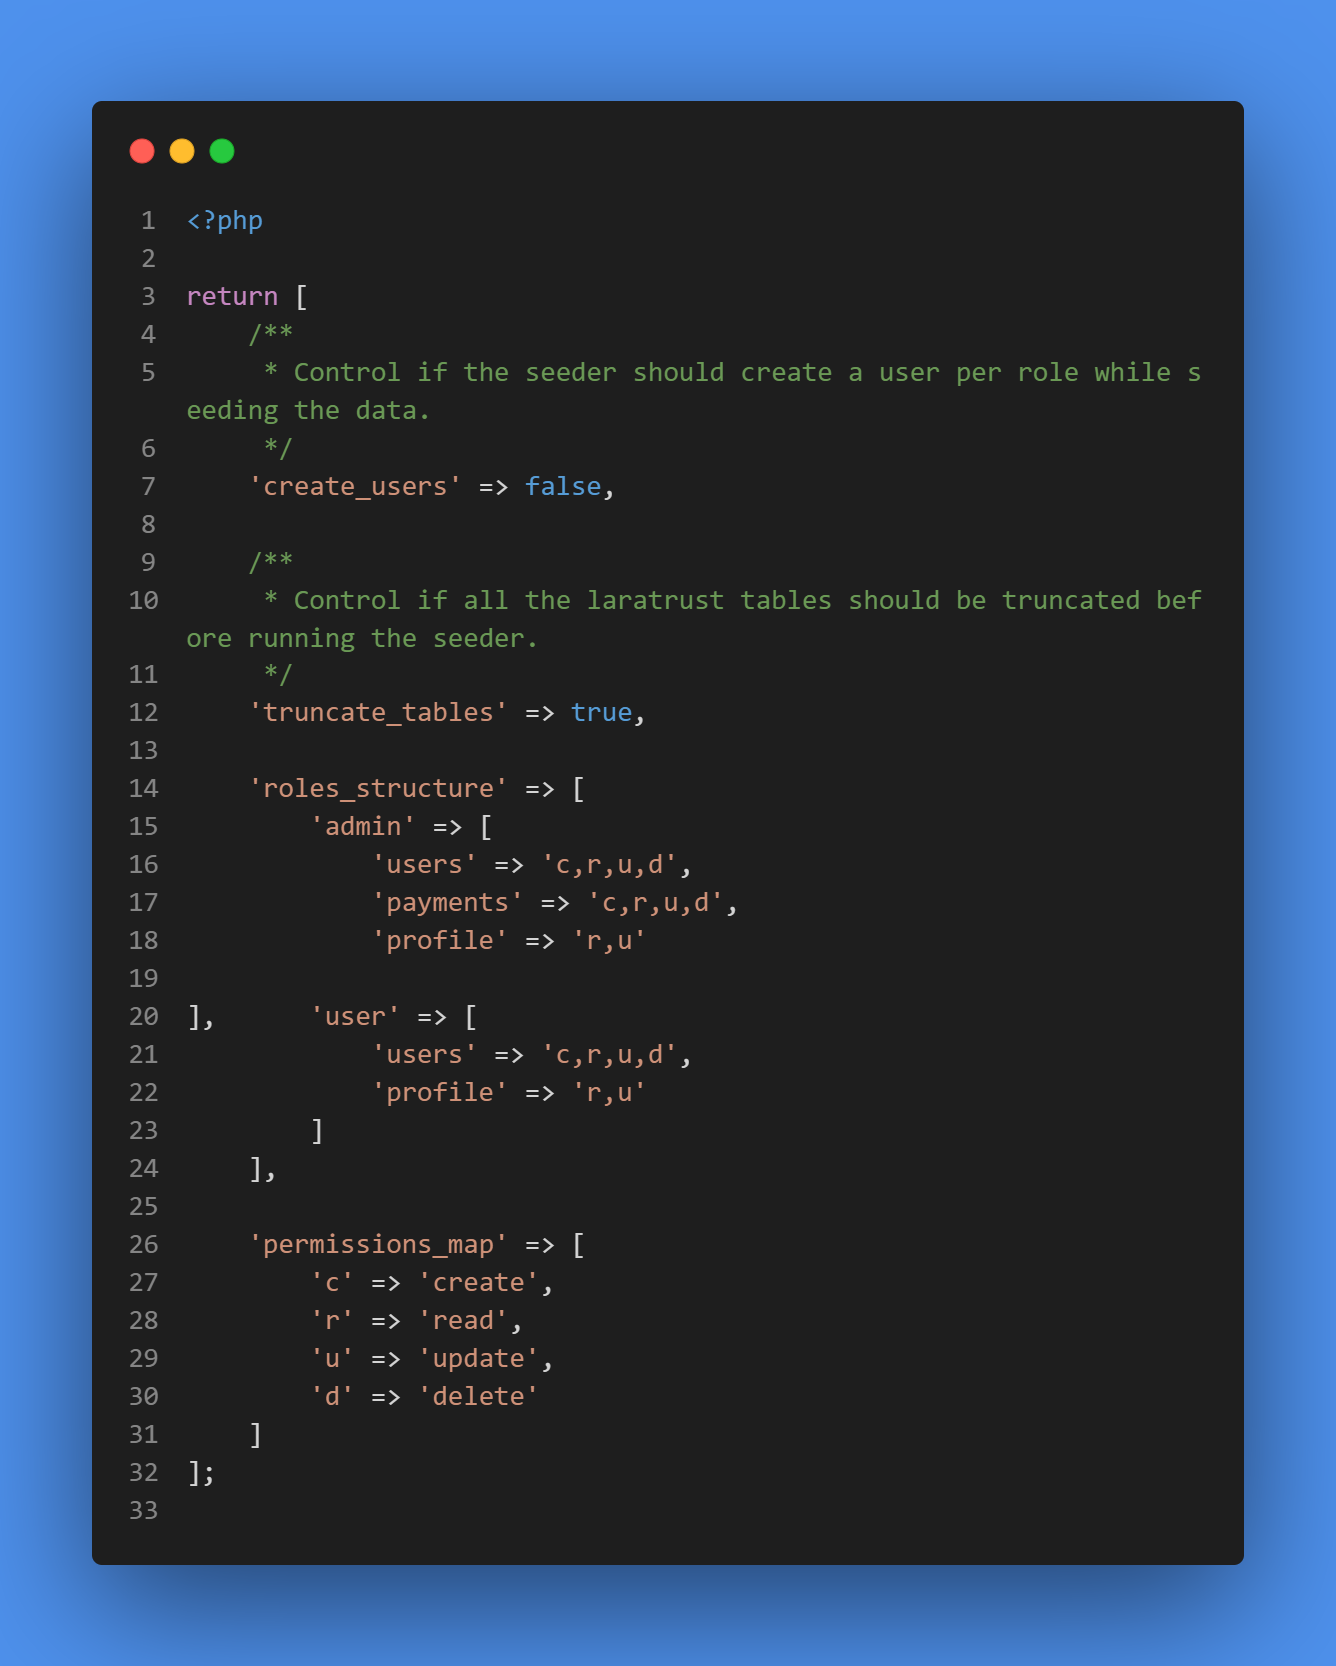 1 <?php
2
3 return [
4     /**
5      * Control if the seeder should create a user per role while s
eeding the data.
6      */
7     'create_users' => false,
8
9     /**
10      * Control if all the laratrust tables should be truncated bef
ore running the seeder.
11      */
12     'truncate_tables' => true,
13
14     'roles_structure' => [
15         'admin' => [
16             'users' => 'c,r,u,d',
17             'payments' => 'c,r,u,d',
18             'profile' => 'r,u'
19
20 ],      'user' => [
21             'users' => 'c,r,u,d',
22             'profile' => 'r,u'
23         ]
24     ],
25
26     'permissions_map' => [
27         'c' => 'create',
28         'r' => 'read',
29         'u' => 'update',
30         'd' => 'delete'
31     ]
32 ];
33